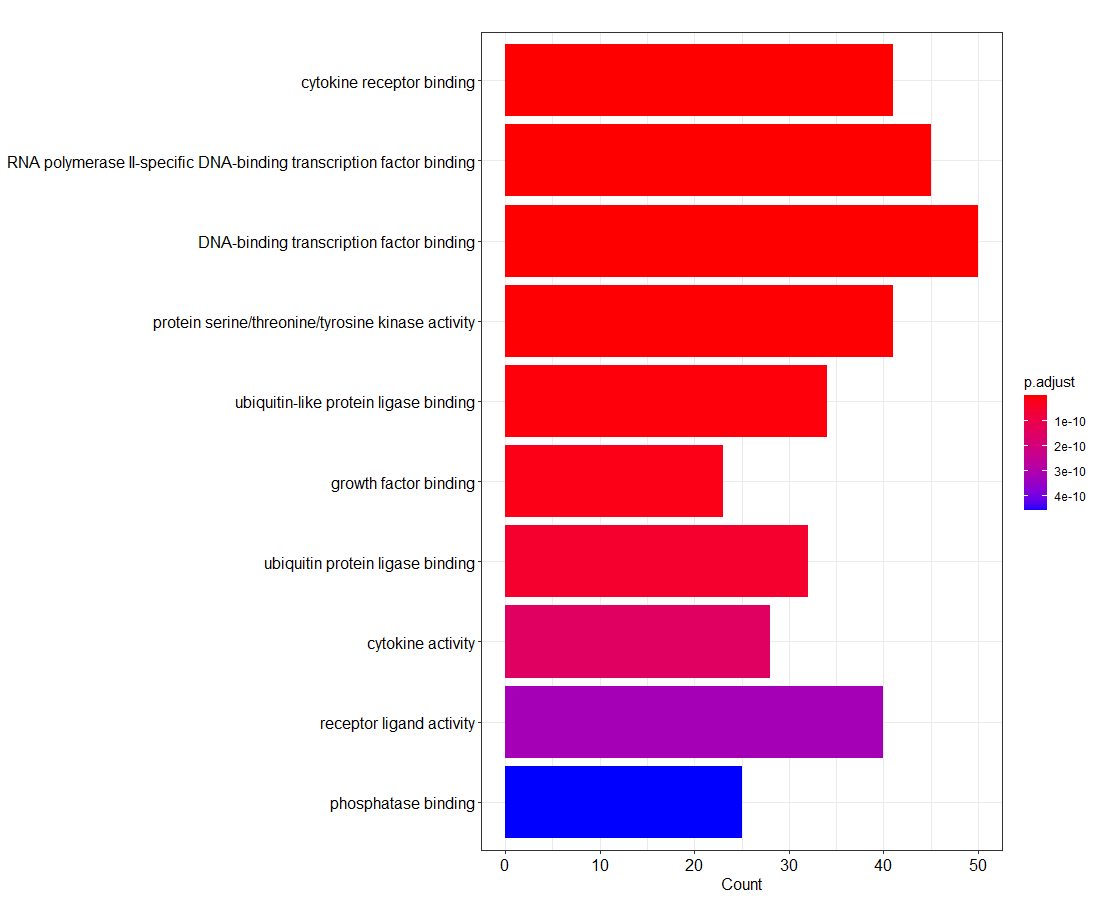 cytokine receptor binding
RNA polymerase II-specific DNA-binding transcription factor binding
DNA-binding transcription factor binding
protein serine/threonine/tyrosine kinase activity
ubiquitin-like protein ligase binding
growth factor binding
ubiquitin protein ligase binding
cytokine activity
receptor ligand activity
phosphatase binding
0 10 20 30 40 50
Count
p.adjust
1e-10
2e-10
3e-10
4e-10